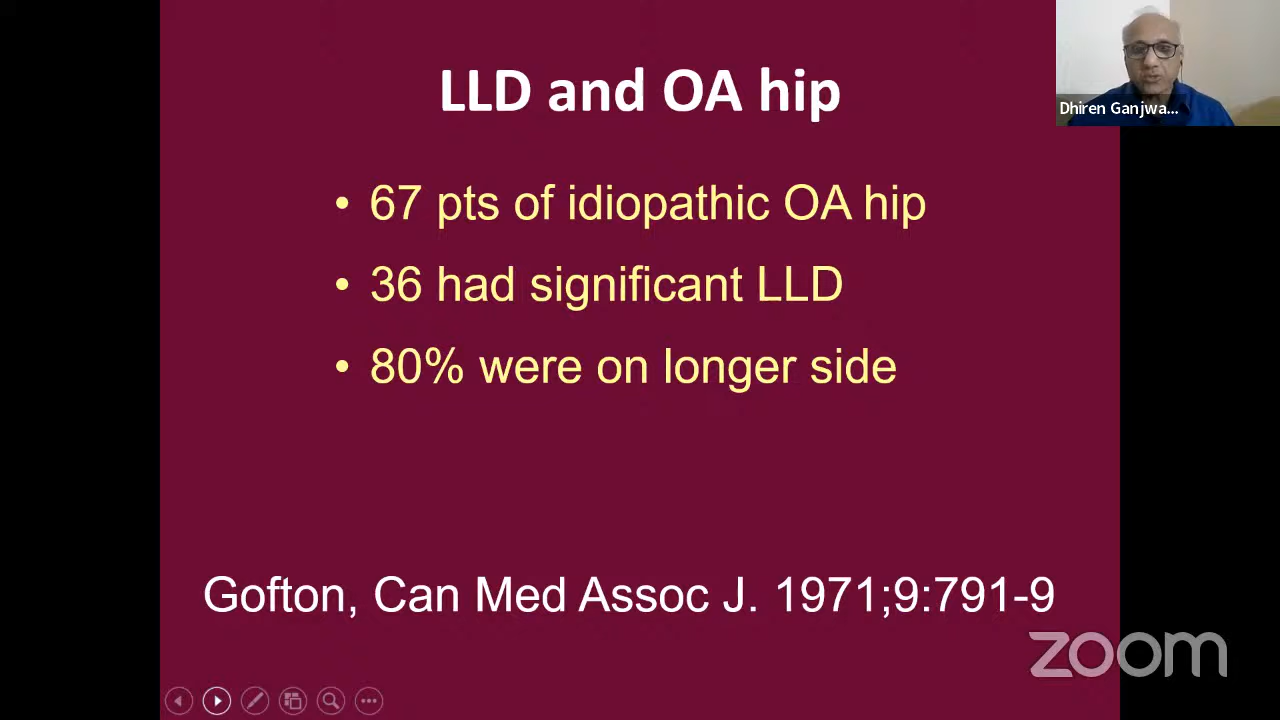 LLD and OA hip
Dhiren Ganjwa...
• 67 pts of idiopathic OA hip
• 36 had significant LLD
• 80% were on longer side
Gofton, Can Med Assoc J. 1971;9:791-9
zoom